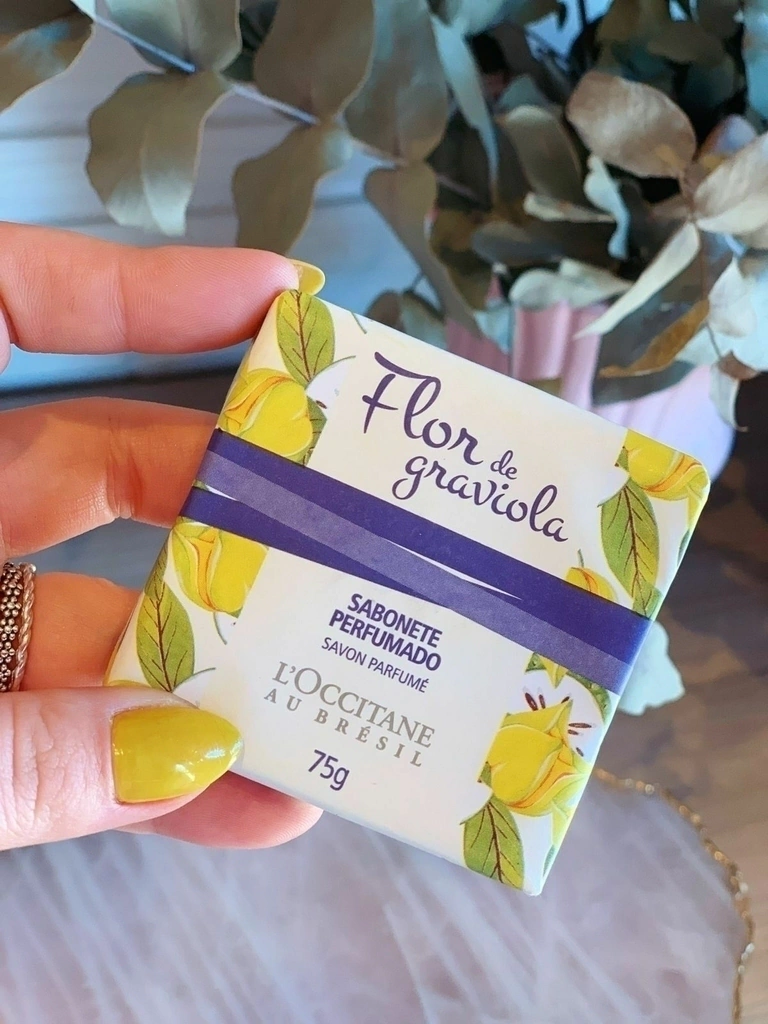 Flor de
graviola
SABONETE
PERFUMADO
SAVON PARFUMÉ
L'OCCITANE
AU BRÉSIL
75g